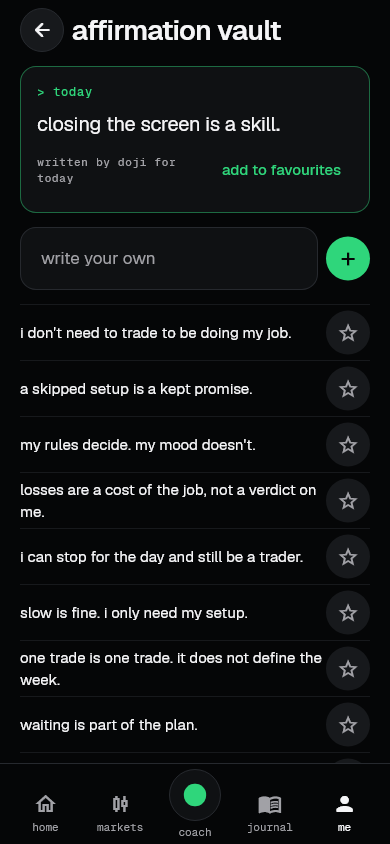 affirmation vault
> today
closing the screen is a skill.
written by doji for
today
add to favourites
write your own
i don't need to trade to be doing my job.
a skipped setup is a kept promise.
my rules decide. my mood doesn't.
losses are a cost of the job, not a verdict on
me.
i can stop for the day and still be a trader.
slow is fine. i only need my setup.
one trade is one trade. it does not define the
week.
waiting is part of the plan.
home
markets
coach
journal
me